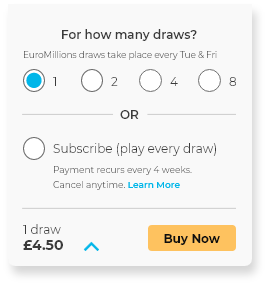 For how many draws?
EuroMillions draws take place every Tue & Fri
1 2 4 8
OR
Subscribe (play every draw)
Payment recurs every 4 weeks.
Cancel anytime. Learn More
1 draw
£4.50
Buy Now